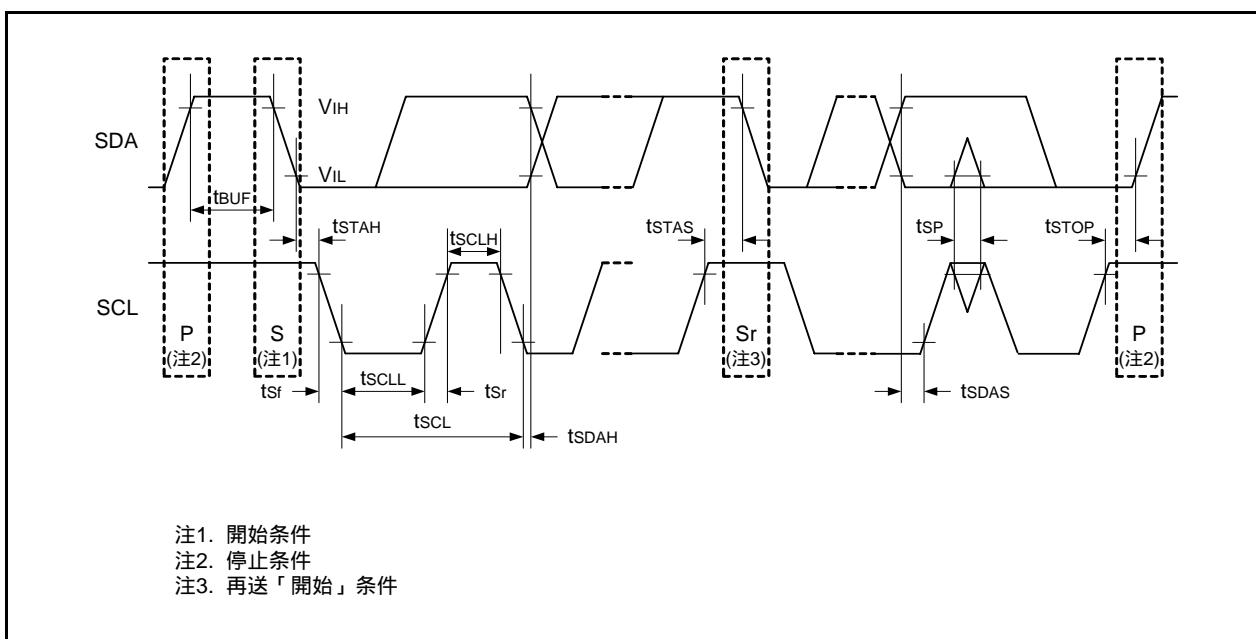 SDA
VIH
VIL
tBUF
tSTAH
tSCLH
tSTAS
tSP
tSTOP
SCL
P
(注2)
S
(注1)
Sr
(注3)
P
(注2)
tSf
tSCLL
tSr
tSCL
tSDAH
tSDAS
注1. 開始条件
注2. 停止条件
注3. 再送「開始」条件